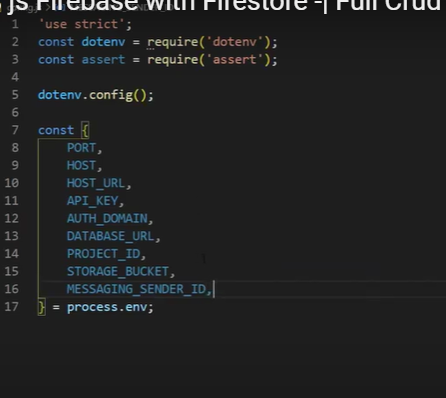 js Firebase with Firestore -| Full Crud
1 'use strict';
2 const dotenv = require('dotenv');
3 const assert = require('assert');
4
5 dotenv.config();
6
7 const {
8 PORT,
9 HOST,
10 HOST_URL,
11 API_KEY,
12 AUTH_DOMAIN,
13 DATABASE_URL,
14 PROJECT_ID,
15 STORAGE_BUCKET,
16 MESSAGING_SENDER_ID,
17 } = process.env;